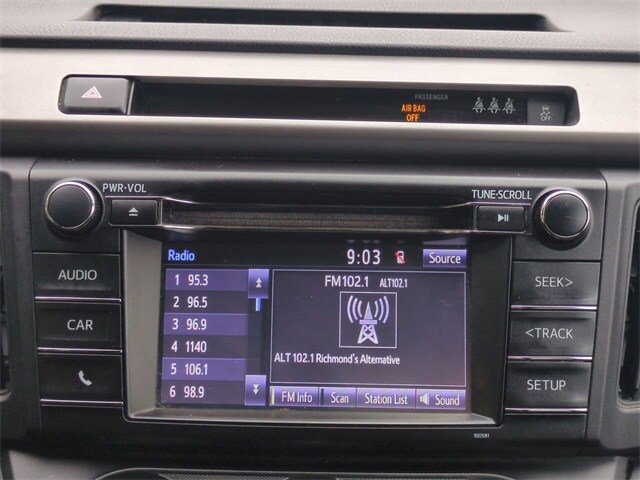 PASSENGER
AIR BAG
OFF
OFF
PWR·VOL
TUNE·SCROLL
Radio
9:03
Source
AUDIO
CAR
1 95.3
2 96.5
3 96.9
4 1140
5 106.1
6 98.9
FM102.1 ALT102.1
ALT 102.1 Richmond's Alternative
FM Info
Scan
Station List
Sound
SEEK>
<TRACK
SETUP
100581